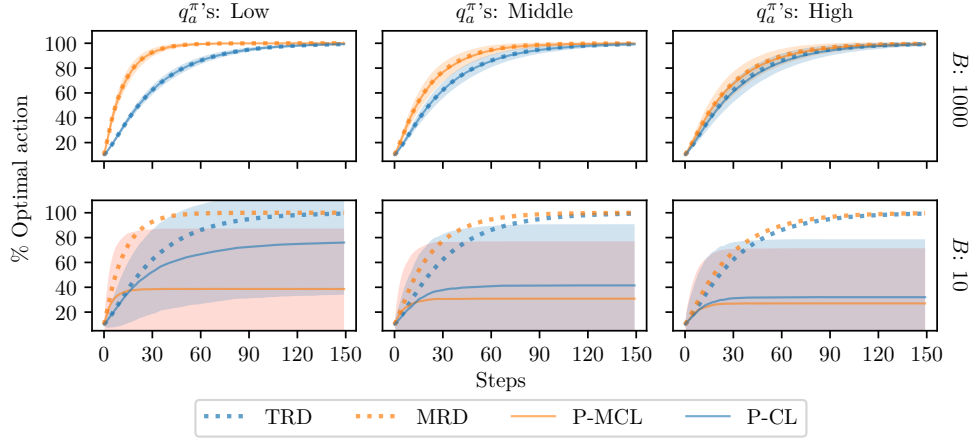 q_a^π's: Low
q_a^π's: Middle
q_a^π's: High
% Optimal action
100
80
60
40
20
B: 1000
100
80
60
40
20
B: 10
0 30 60 90 120 150
0 30 60 90 120 150
0 30 60 90 120 150
Steps
TRD MRD P-MCL P-CL